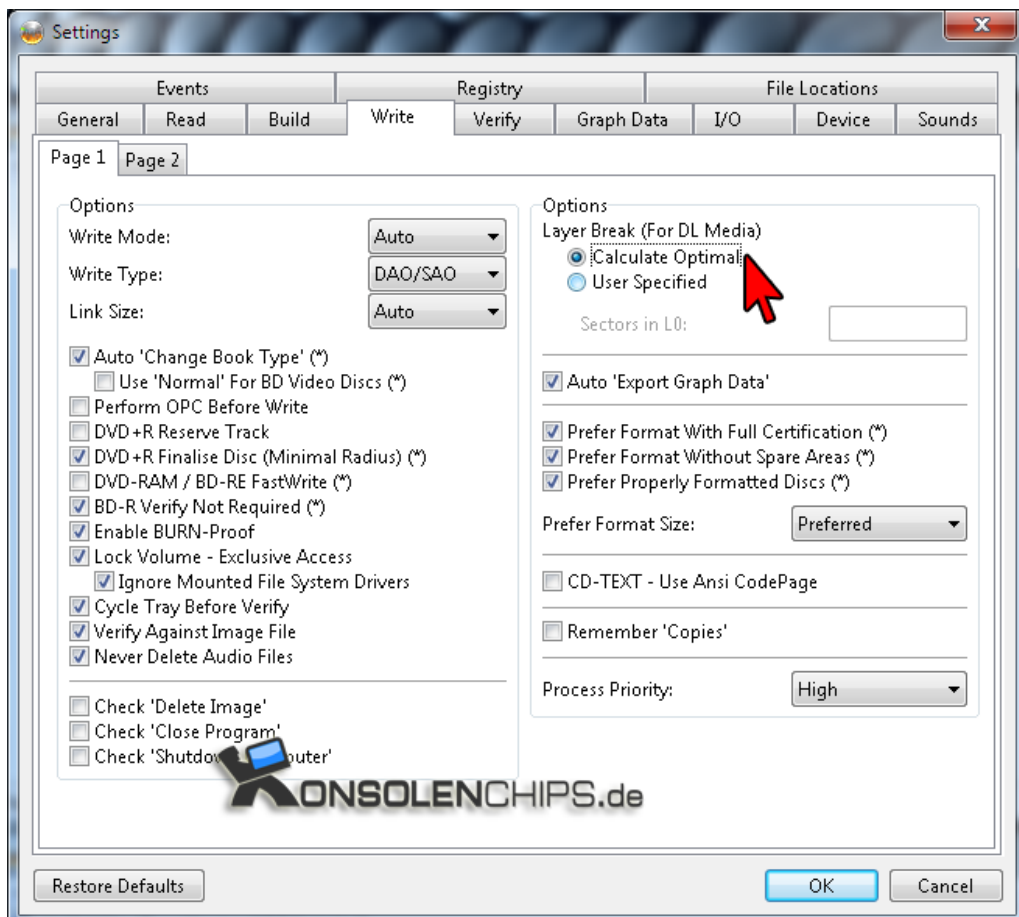 Settings
Events Registry File Locations
General Read Build Write Verify Graph Data I/O Device Sounds
Page 1 Page 2
Options
Write Mode: Auto
Write Type: DAO/SAO
Link Size: Auto
Auto 'Change Book Type' (*)
Use 'Normal' For BD Video Discs (*)
Perform OPC Before Write
DVD+R Reserve Track
DVD+R Finalise Disc (Minimal Radius) (*)
DVD-RAM / BD-RE FastWrite (*)
BD-R Verify Not Required (*)
Enable BURN-Proof
Lock Volume - Exclusive Access
Ignore Mounted File System Drivers
Cycle Tray Before Verify
Verify Against Image File
Never Delete Audio Files
Check 'Delete Image'
Check 'Close Program'
Check 'Shutdown
Options
Layer Break (For DL Media)
Calculate Optimal
User Specified
Sectors in L0:
Auto 'Export Graph Data'
Prefer Format With Full Certification (*)
Prefer Format Without Spare Areas (*)
Prefer Properly Formatted Discs (*)
Prefer Format Size: Preferred
CD-TEXT - Use Ansi CodePage
Remember 'Copies'
Process Priority: High
KONSOLENCHIPS.de
Restore Defaults OK Cancel